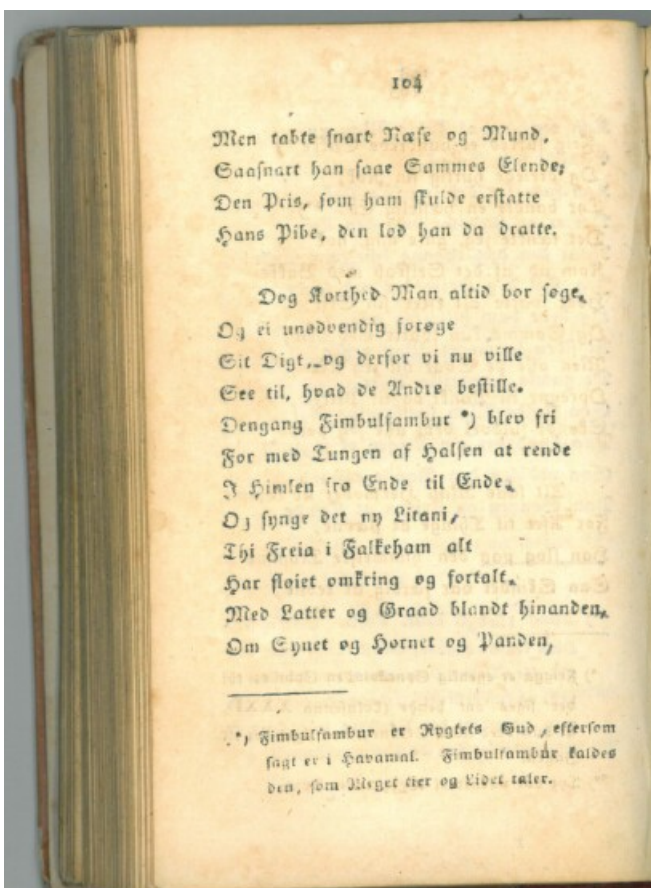 104
Men tabte snart Næse og Mund,
Saasnart han saae Sammes Elende;
Den Pris, som ham skulde erstatte
Hans Pibe, den lod han da dratte.
Dog Korthed Man altid bør søge,
Og ei unødvendig forøge
Sit Digt, og derfor vi nu ville
See til, hvad de Andre bestille.
Dengang Fimbulfambur *) blev fri
For med Tungen af Halsen at rende
I Himlen fra Ende til Ende,
Og synge det ny Litani,
Thi Freia i Falkeham alt
Har fløiet omkring og fortalt,
Med Latter og Graad blandt hinanden,
Om Synet og Hornet og Panden,
*) Fimbulfambur er Rygtets Gud, eftersom
sagt er i Havamal. Fimbulfambur kaldes
den, som Meget tier og Lidet taler.